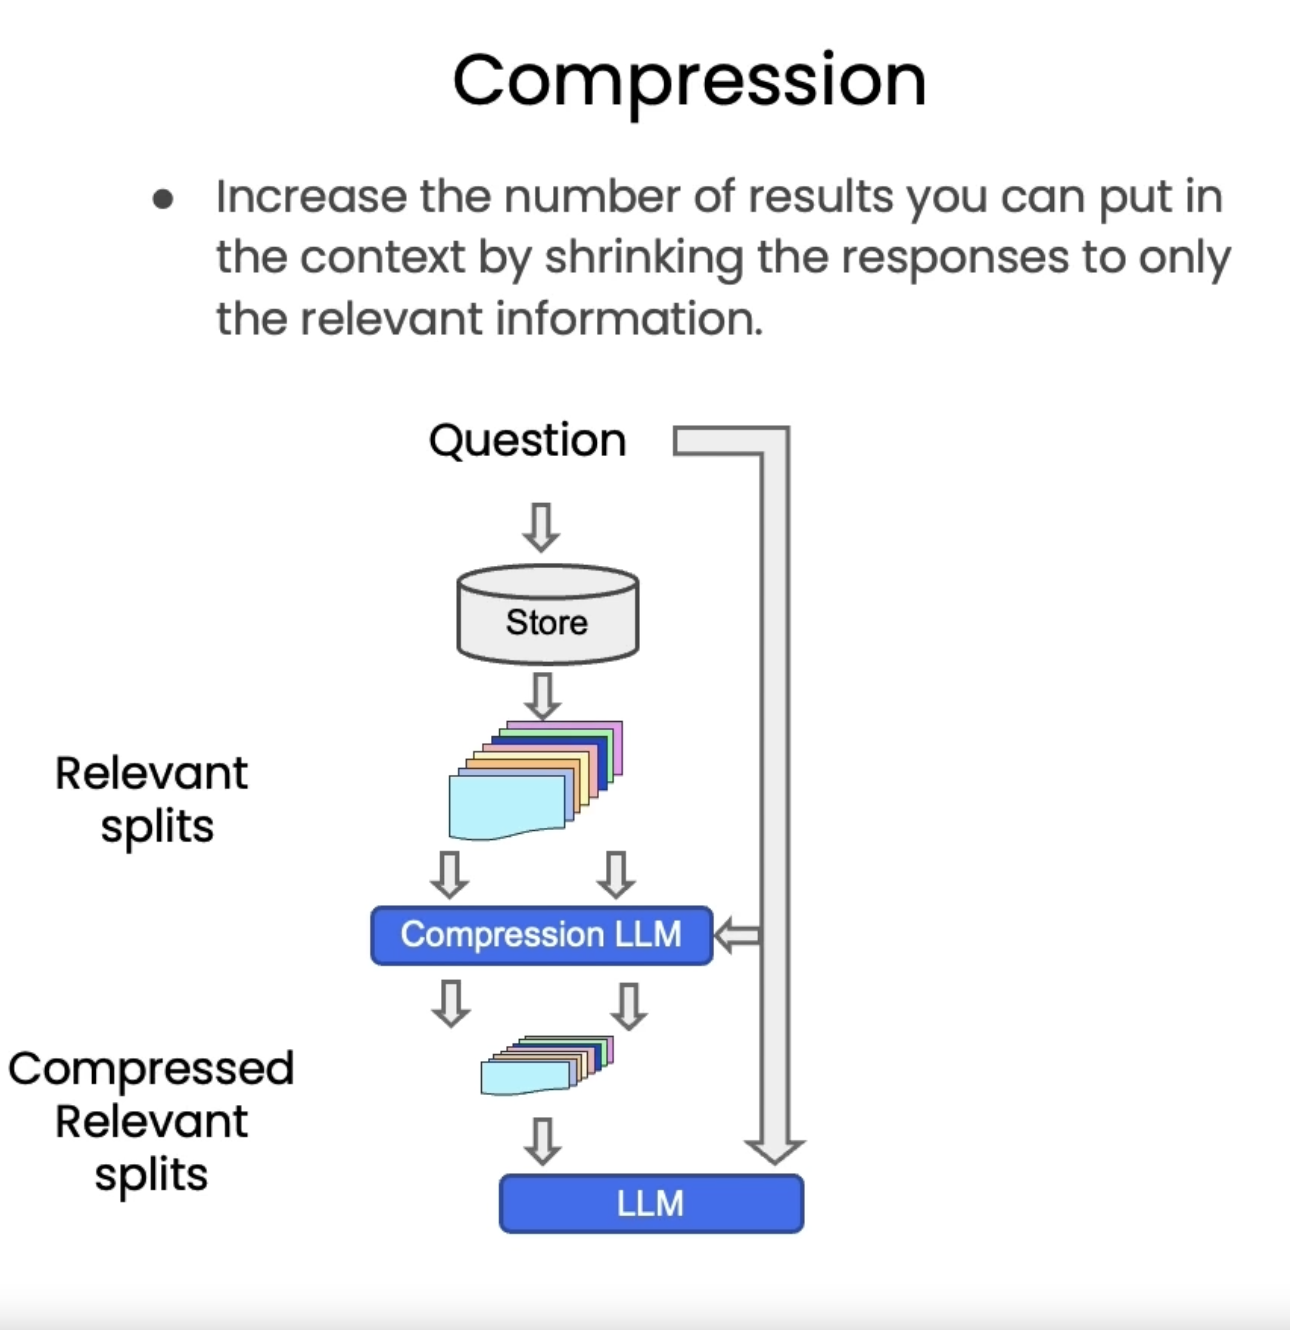 Compression
● Increase the number of results you can put in
the context by shrinking the responses to only
the relevant information.
Question
Store
Relevant
splits
Compression LLM
Compressed
Relevant
splits
LLM